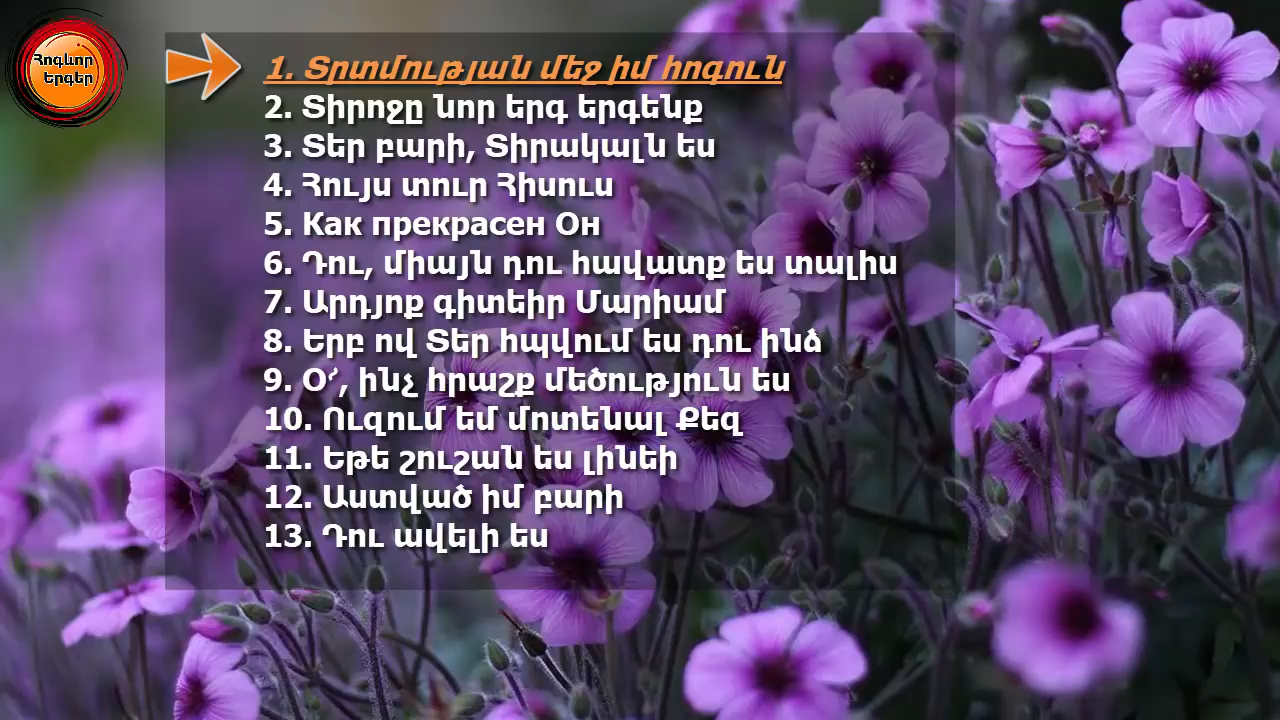 Հոգևոր
Երգեր
1. Տրտմության մեջ իմ հոգուն
2. Տիրոջը նոր երգ երգենք
3. Տեր բարի, Տիրակալն ես
4. Հույս տուր Հիսուս
5. Как прекрасен Он
6. Դու, միայն դու հավատք ես տալիս
7. Արդյոք գիտեիր Մարիամ
8. Երբ ով Տեր հպվում ես դու ինձ
9. Օ՜, ինչ հրաշք մեծություն ես
10. Ուզում եմ մոտենալ Քեզ
11. Եթե շուշան ես լինեի
12. Աստված իմ բարի
13. Դու ավելի ես